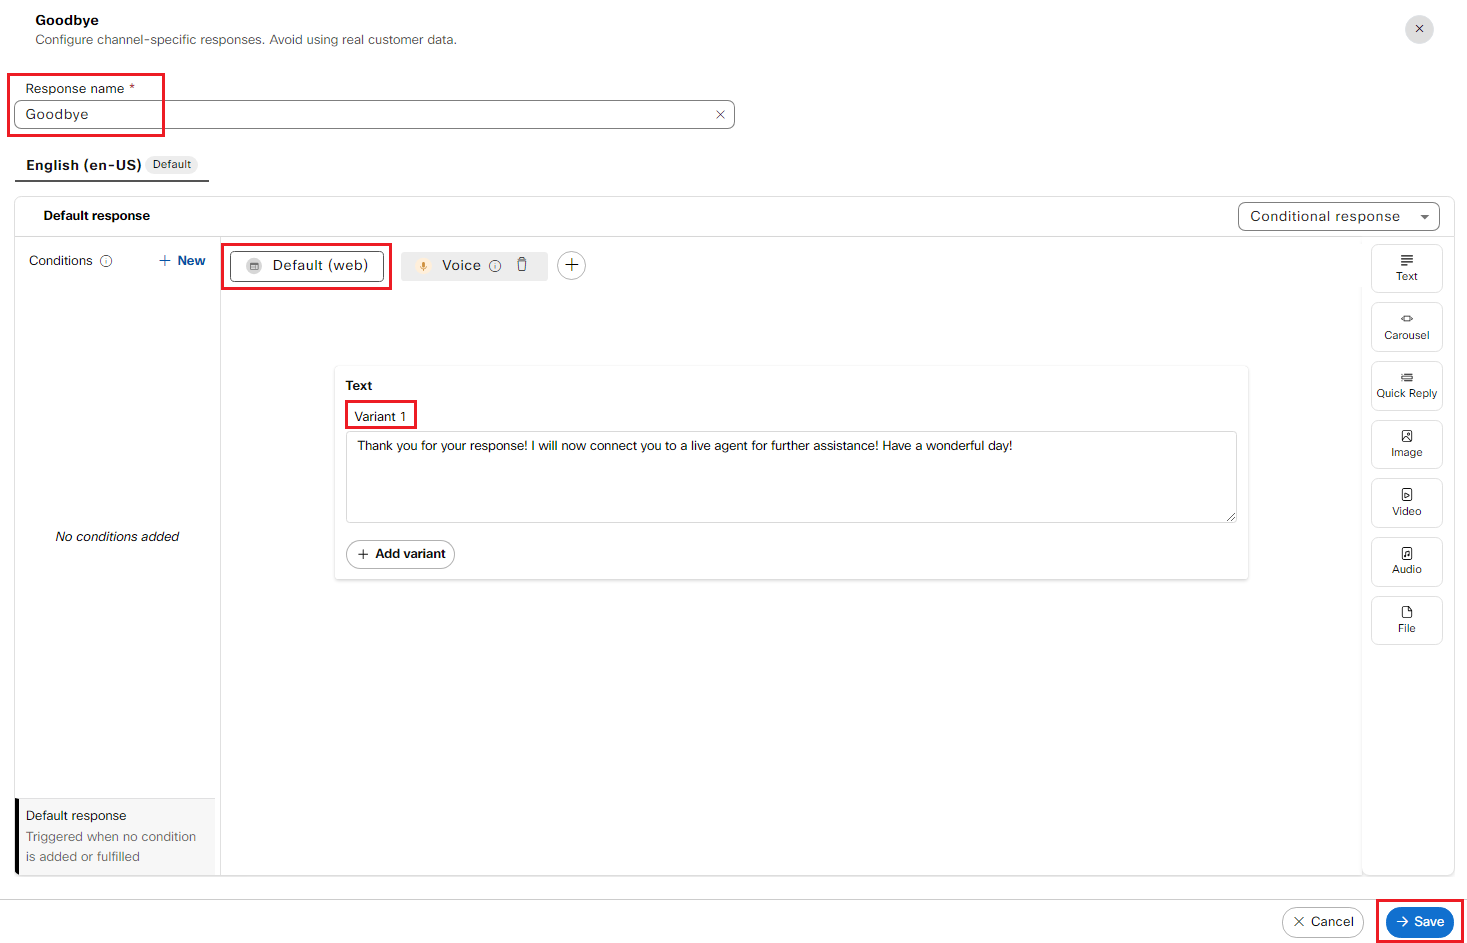 Goodbye
Configure channel-specific responses. Avoid using real customer data.
Response name *
Goodbye
English (en-US) Default
Default response
Conditional response
Conditions
New
Default (web)
Voice
Text
Carousel
Quick Reply
Image
Video
Audio
File
Text
Variant 1
Thank you for your response! I will now connect you to a live agent for further assistance! Have a wonderful day!
Add variant
No conditions added
Default response
Triggered when no condition
is added or fulfilled
Cancel
Save